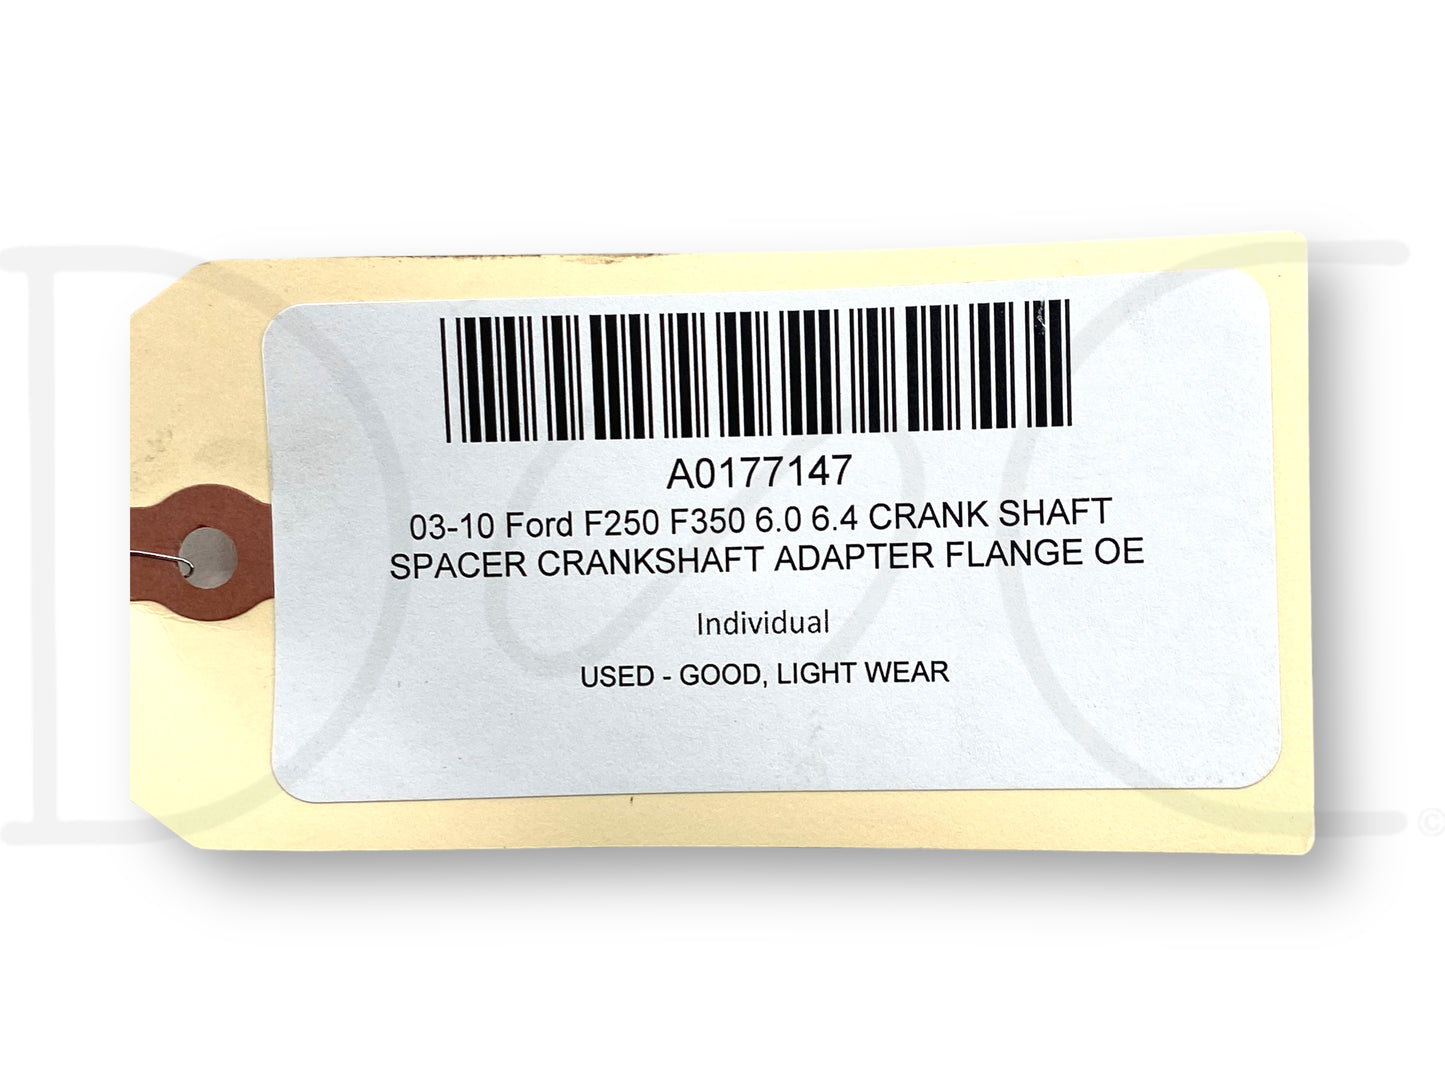 A0177147
03-10 Ford F250 F350 6.0 6.4 CRANK SHAFT
SPACER CRANKSHAFT ADAPTER FLANGE OE
Individual
USED - GOOD, LIGHT WEAR
©